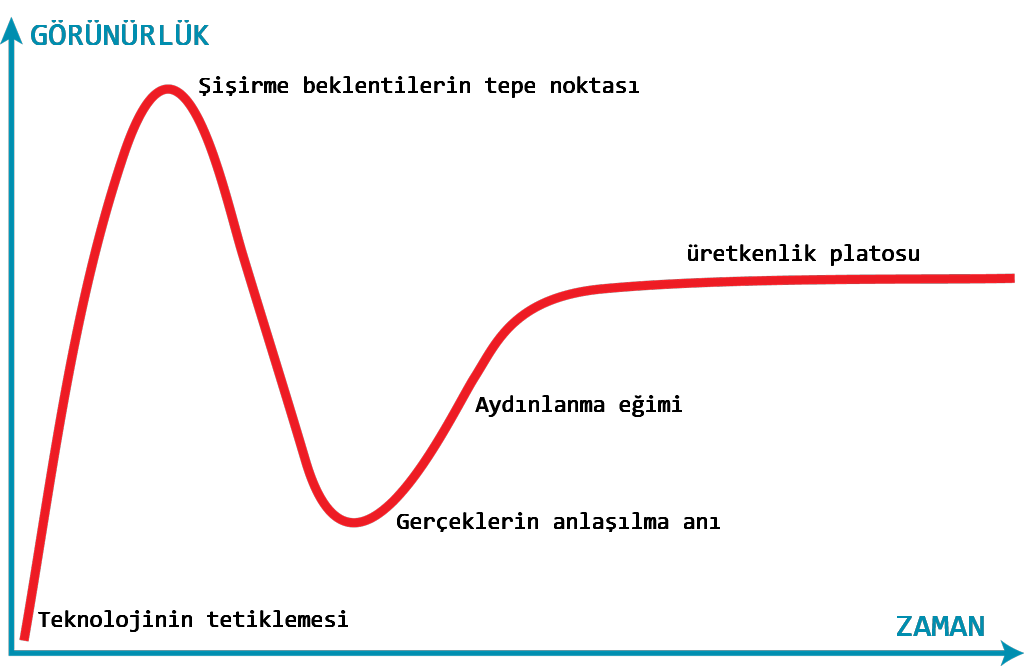 GÖRÜNÜRLÜK
Şişirme beklentilerin tepe noktası
üretkenlik platosu
Aydınlanma eğimi
Gerçeklerin anlaşılma anı
Teknolojinin tetiklemesi
ZAMAN